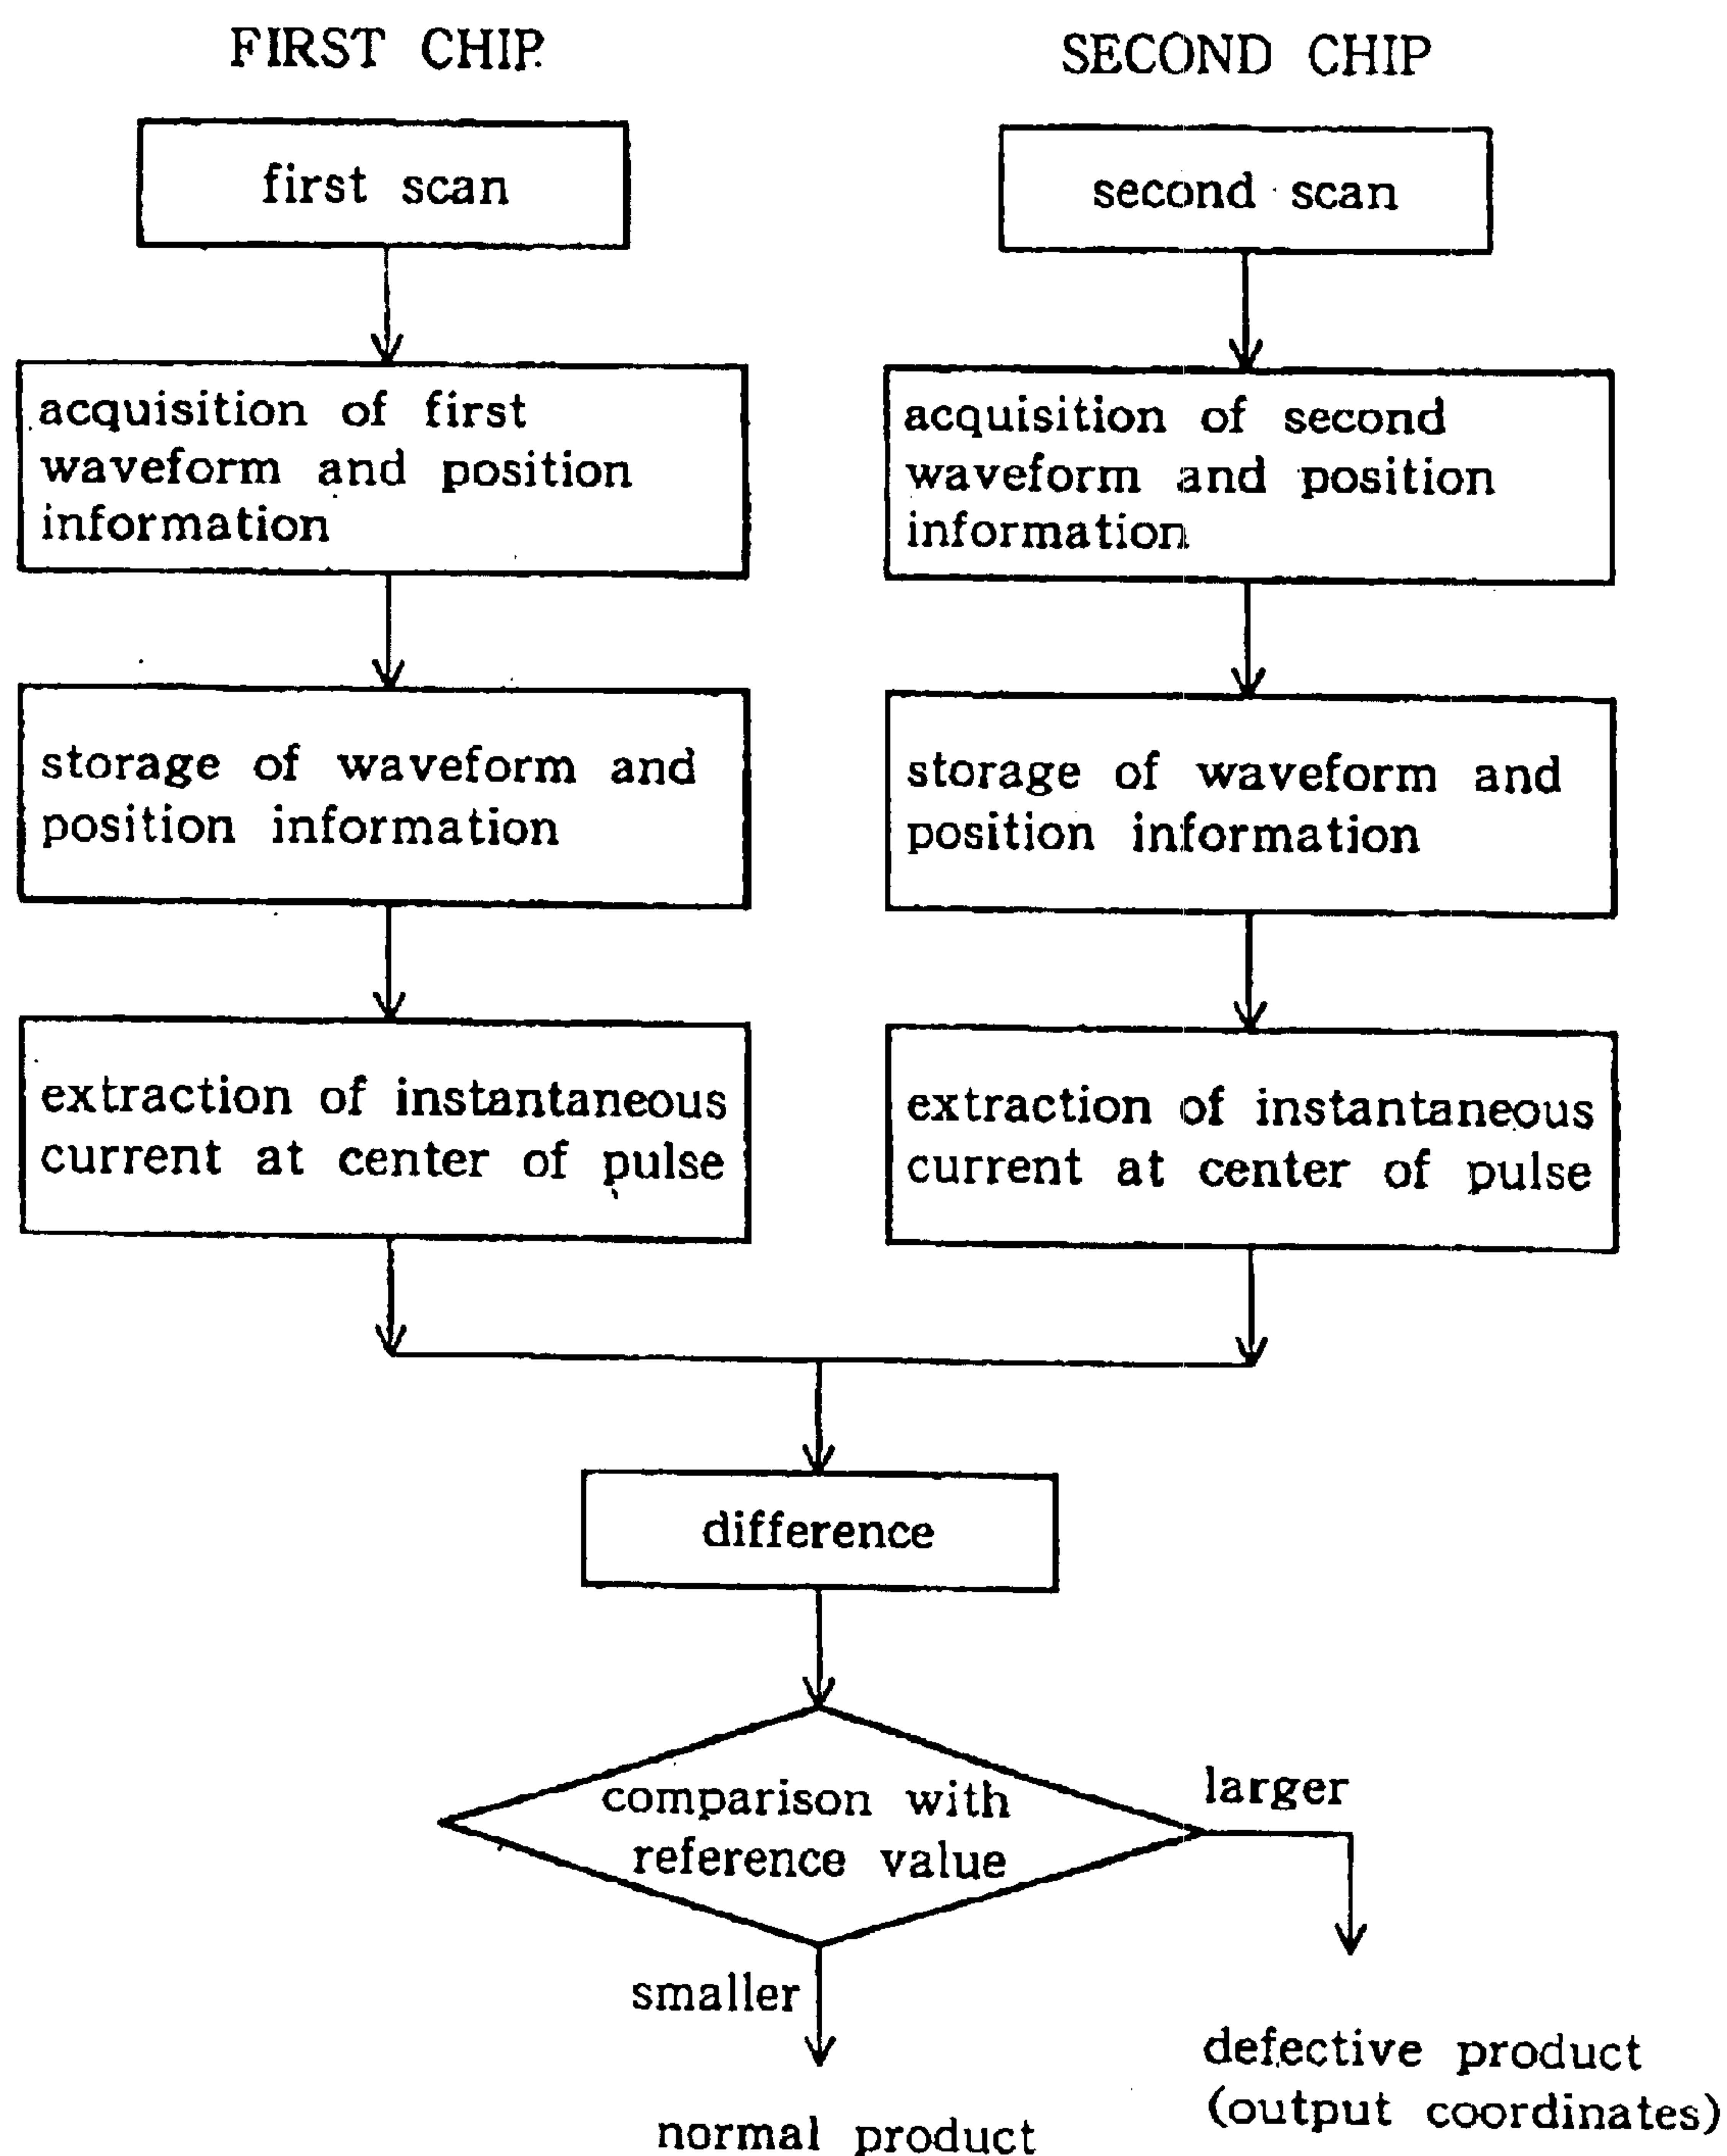 FIRST CHIP
first scan
acquisition of first
waveform and position
information
storage of waveform and
position information
extraction of instantaneous
current at center of pulse
SECOND CHIP
second scan
acquisition of second
waveform and position
information
storage of waveform and
position information
extraction of instantaneous
current at center of pulse
difference
comparison with
reference value
larger
smaller
defective product
(output coordinates)
normal product